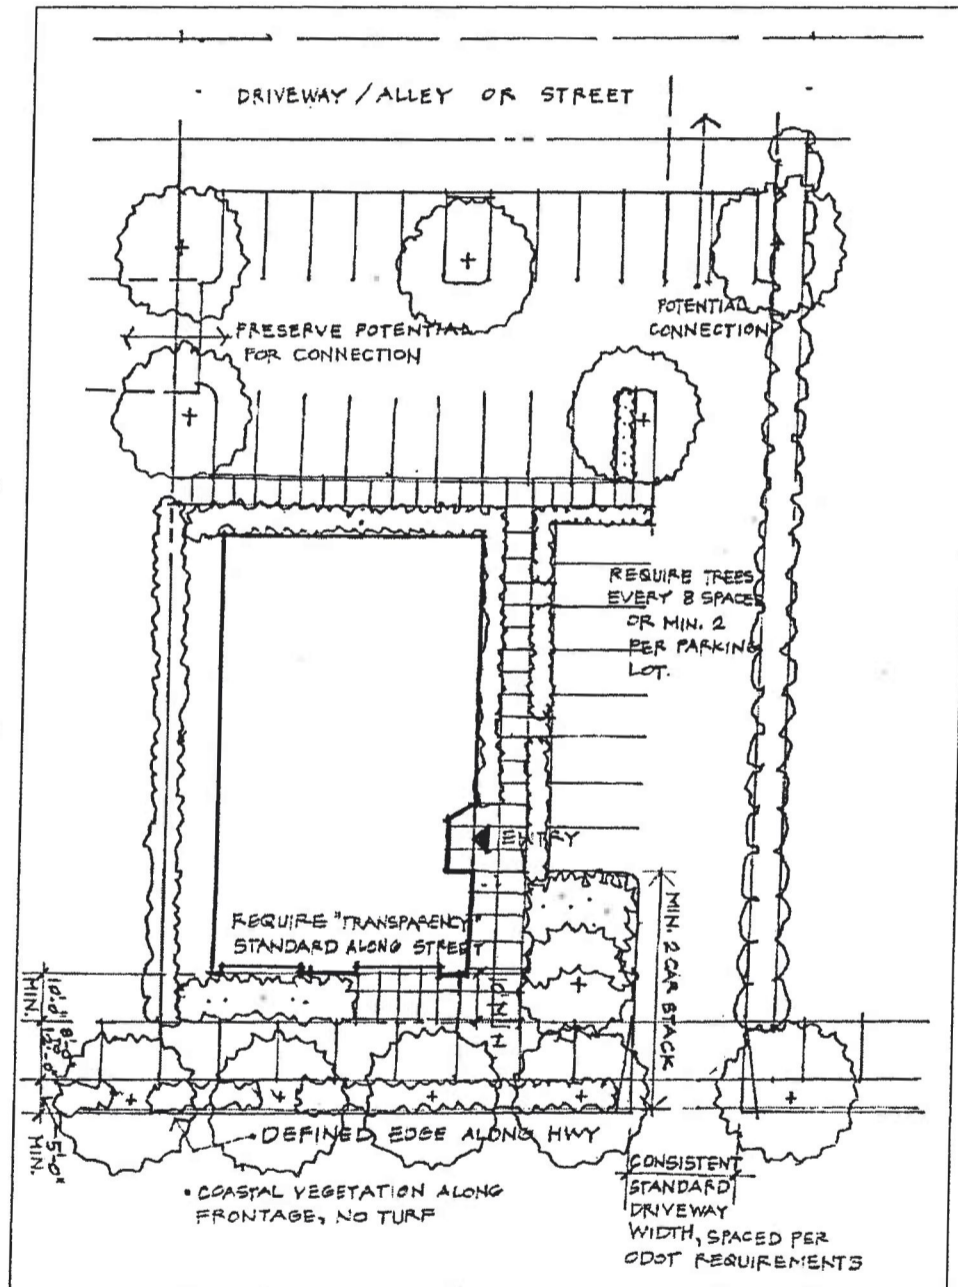 DRIVEWAY / ALLEY OR STREET
PRESERVE POTENTIAL
FOR CONNECTION
POTENTIAL
CONNECTION
REQUIRE TREES
EVERY 8 SPACES
OR MIN. 2
PER PARKING
LOT.
ENTRY
REQUIRE "TRANSPARENCY"
STANDARD ALONG STREET
MIN. 2 CAR STACK
10'-0"
MIN.
8'-0"
12'-0"
5'-0"
MIN.
DEFINED EDGE ALONG HWY
• COASTAL VEGETATION ALONG
FRONTAGE, NO TURF
CONSISTENT
STANDARD
DRIVEWAY
WIDTH, SPACED PER
ODOT REQUIREMENTS